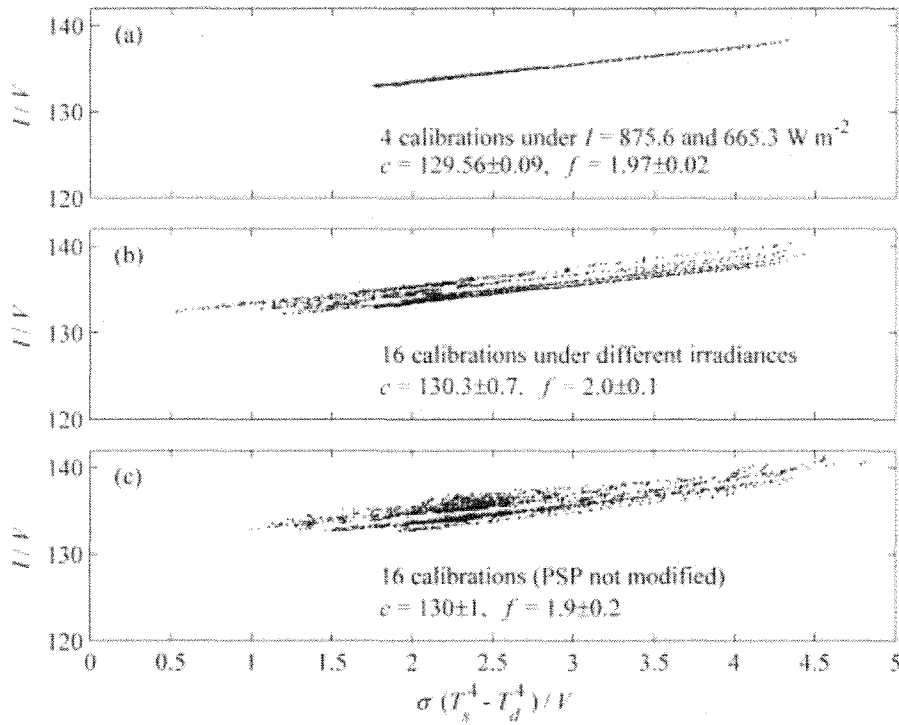 140
(a)
130
I / V
4 calibrations under I = 875.6 and 665.3 W m⁻²
c = 129.56±0.09, f = 1.97±0.02
120
140
(b)
130
I / V
16 calibrations under different irradiances
c = 130.3±0.7, f = 2.0±0.1
120
140
(c)
130
I / V
16 calibrations (PSP not modified)
c = 130±1, f = 1.9±0.2
120
0 0.5 1 1.5 2 2.5 3 3.5 4 4.5 5
σ (Tₛ⁴ - T_d⁴) / V